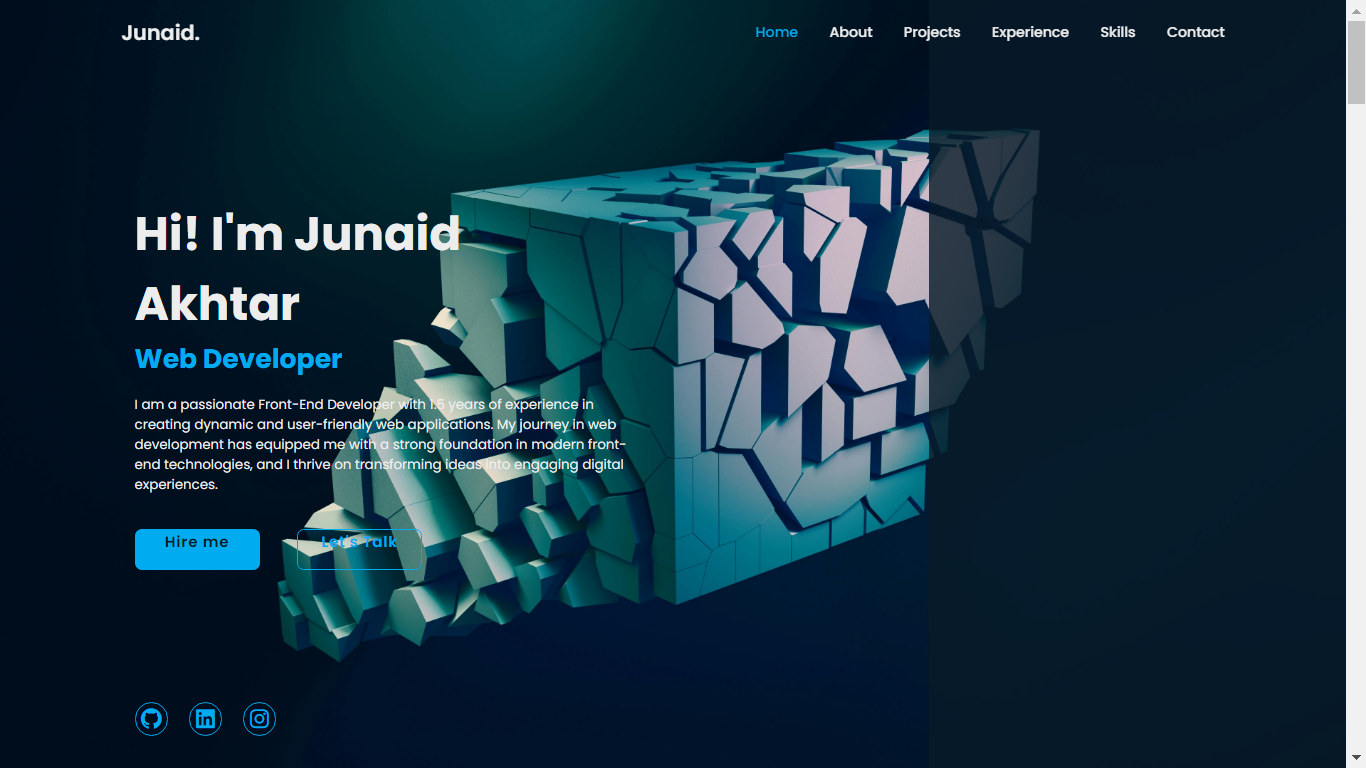 Junaid.
Home About Projects Experience Skills Contact
Hi! I'm Junaid
Akhtar
Web Developer
I am a passionate Front-End Developer with 1.5 years of experience in
creating dynamic and user-friendly web applications. My journey in web
development has equipped me with a strong foundation in modern front-
end technologies, and I thrive on transforming ideas into engaging digital
experiences.
Hire me Let's Talk
in